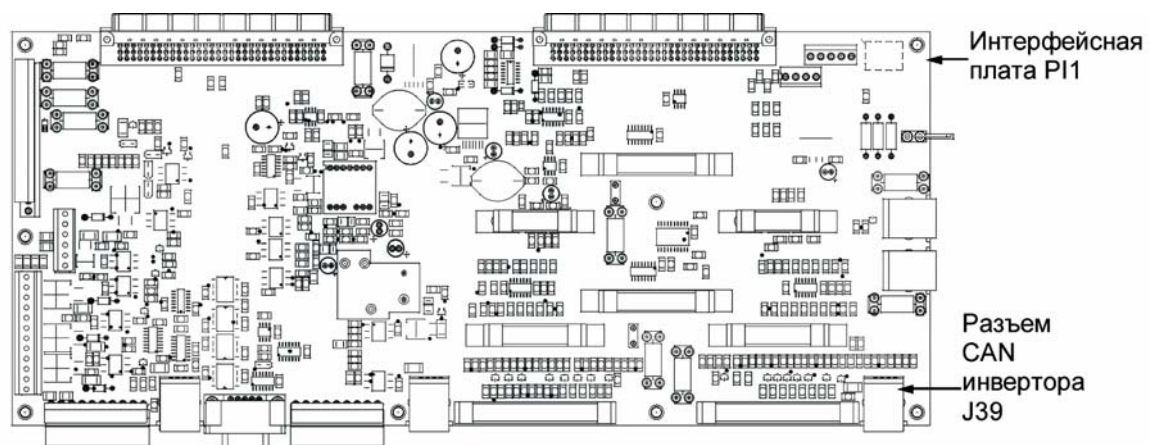 Интерфейсная
плата PI1
Разъем
CAN
инвертора
J39